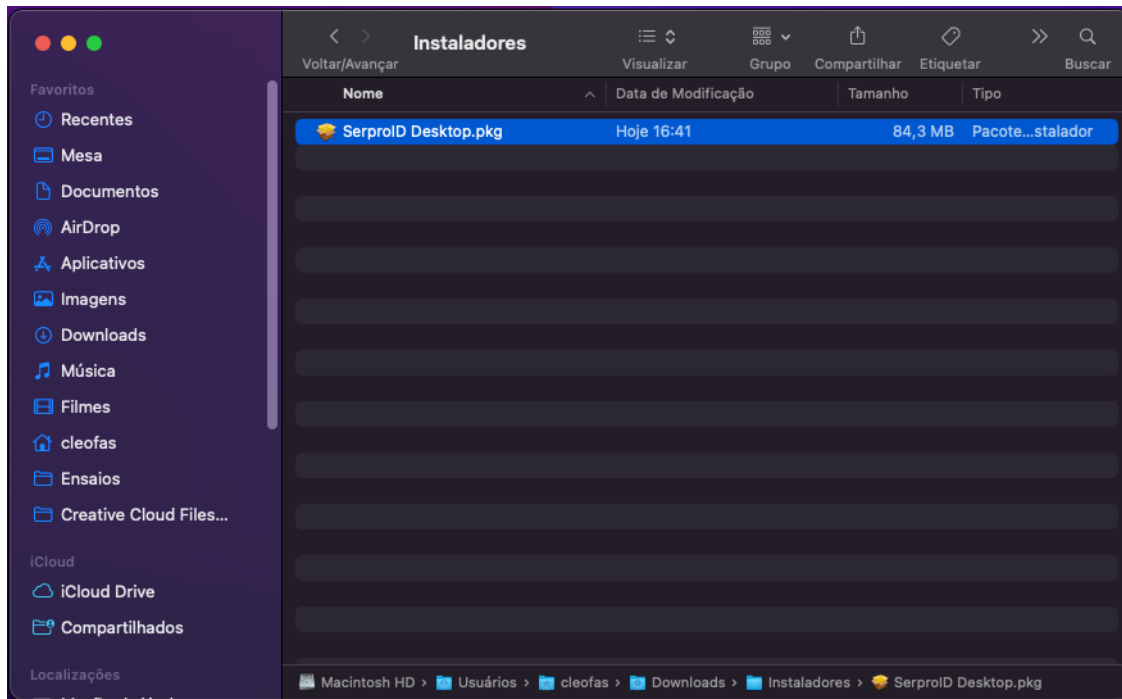 Instaladores
Voltar/Avançar Visualizar Grupo Compartilhar Etiquetar Buscar
Favoritos
Recentes
Mesa
Documentos
AirDrop
Aplicativos
Imagens
Downloads
Música
Filmes
cleofas
Ensaios
Creative Cloud Files...
iCloud
iCloud Drive
Compartilhados
Localizações
Nome Data de Modificação Tamanho Tipo
SerproID Desktop.pkg Hoje 16:41 84,3 MB Pacote...stalador
Macintosh HD › Usuários › cleofas › Downloads › Instaladores › SerproID Desktop.pkg